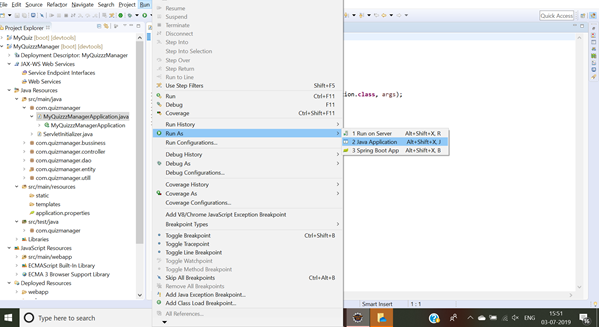 File Edit Source Refactor Navigate Search Project Run
Quick Access
Project Explorer
MyQuiz [boot] [devtools]
MyQuizzzManager [boot] [devtools]
Deployment Descriptor: MyQuizzzManager
JAX-WS Web Services
Service Endpoint Interfaces
Web Services
Java Resources
src/main/java
com.quizmanager
MyQuizzzManagerApplication.java
MyQuizzzManagerApplication
ServletInitializer.java
com.quizmanager.bussiness
com.quizmanager.controller
com.quizmanager.dao
com.quizmanager.entity
com.quizmanager.utill
src/main/resources
static
templates
application.properties
src/test/java
com.quizmanager
Libraries
JavaScript Resources
src/main/webapp
ECMAScript Built-In Library
ECMA 3 Browser Support Library
Deployed Resources
webapp
Resume
Suspend
Terminate
Disconnect
Step Into
Step Into Selection
Step Over
Step Return
Run to Line
Use Step Filters Shift+F5
Run Ctrl+F11
Debug F11
Coverage Ctrl+Shift+F11
Run History
Run As
Run Configurations...
Debug History
Debug As
Debug Configurations...
Coverage History
Coverage As
Coverage Configurations...
Add V8/Chrome JavaScript Exception Breakpoint
Breakpoint Types
Toggle Breakpoint Ctrl+Shift+B
Toggle Tracepoint
Toggle Line Breakpoint
Toggle Watchpoint
Toggle Method Breakpoint
Skip All Breakpoints Ctrl+Alt+B
Remove All Breakpoints
Add Java Exception Breakpoint...
Add Class Load Breakpoint...
All References...
ion.class, args);
1 Run on Server Alt+Shift+X, R
2 Java Application Alt+Shift+X, J
3 Spring Boot App Alt+Shift+X, B
Smart Insert 1 : 1
Type here to search
ENG
15:51
03-07-2019